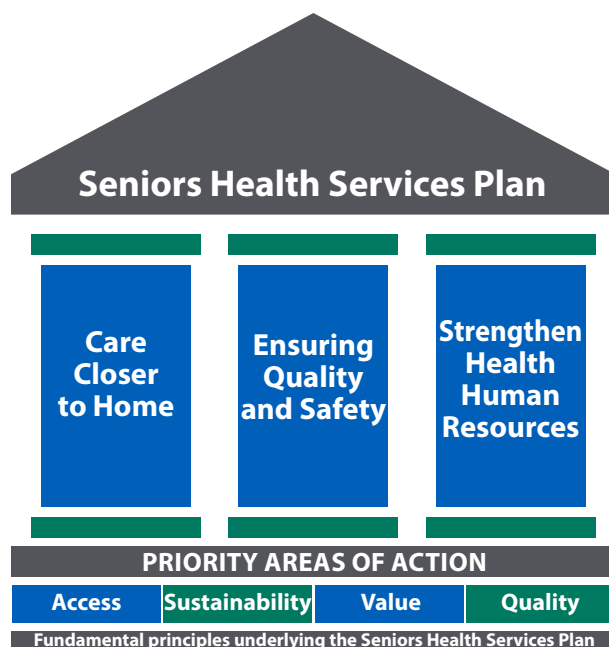 Seniors Health Services Plan
Care
Closer
to Home
Ensuring
Quality
and Safety
Strengthen
Health
Human
Resources
PRIORITY AREAS OF ACTION
Access Sustainability Value Quality
Fundamental principles underlying the Seniors Health Services Plan